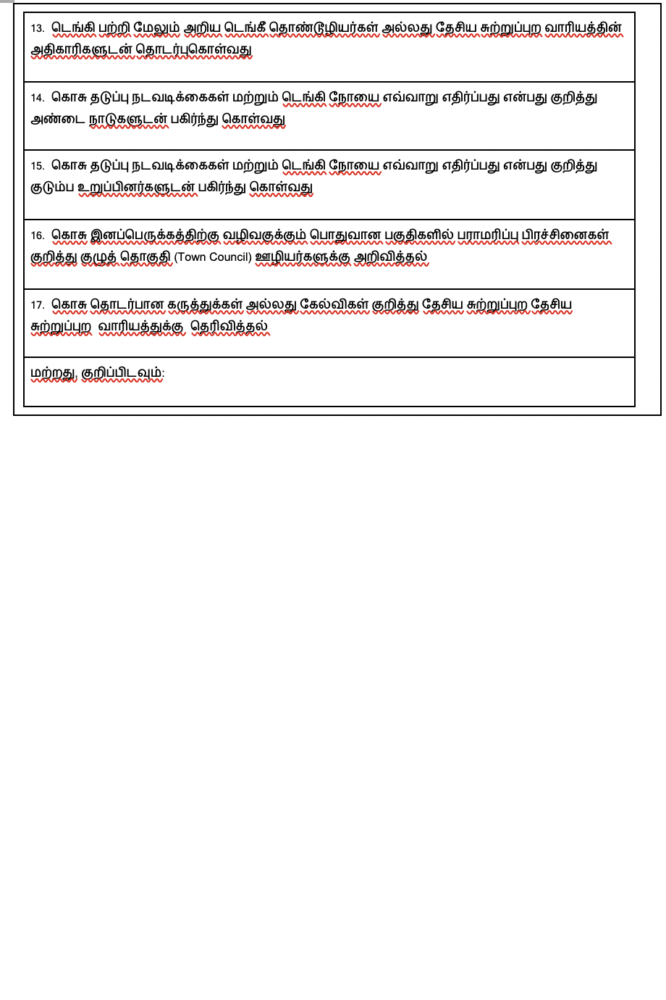 13. டெங்கி பற்றி மேலும் அறிய டெங்கீ தொண்டூழியர்கள் அல்லது தேசிய சுற்றுப்புற வாரியத்தின்
அதிகாரிகளுடன் தொடர்புகொள்வது
14. கொசு தடுப்பு நடவடிக்கைகள் மற்றும் டெங்கி நோயை எவ்வாறு எதிர்ப்பது என்பது குறித்து
அண்டை நாடுகளுடன் பகிர்ந்து கொள்வது
15. கொசு தடுப்பு நடவடிக்கைகள் மற்றும் டெங்கி நோயை எவ்வாறு எதிர்ப்பது என்பது குறித்து
குடும்ப உறுப்பினர்களுடன் பகிர்ந்து கொள்வது
16. கொசு இனப்பெருக்கத்திற்கு வழிவகுக்கும் பொதுவான பகுதிகளில் பராமரிப்பு பிரச்சினைகள்
குறித்து குழுத் தொகுதி (Town Council) ஊழியர்களுக்கு அறிவித்தல்
17. கொசு தொடர்பான கருத்துக்கள் அல்லது கேல்விகள் குறித்து தேசிய சுற்றுப்புற தேசிய
சுற்றுப்புற வாரியத்துக்கு தெரிவித்தல்
மற்றது, குறிப்பிடவும்: